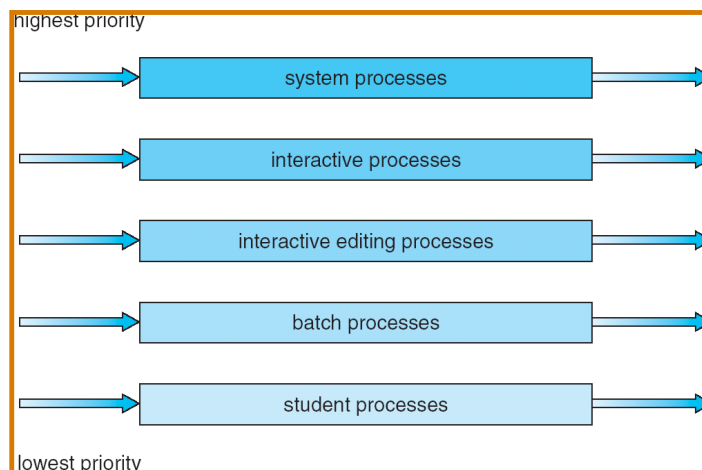 highest priority
system processes
interactive processes
interactive editing processes
batch processes
student processes
lowest priority